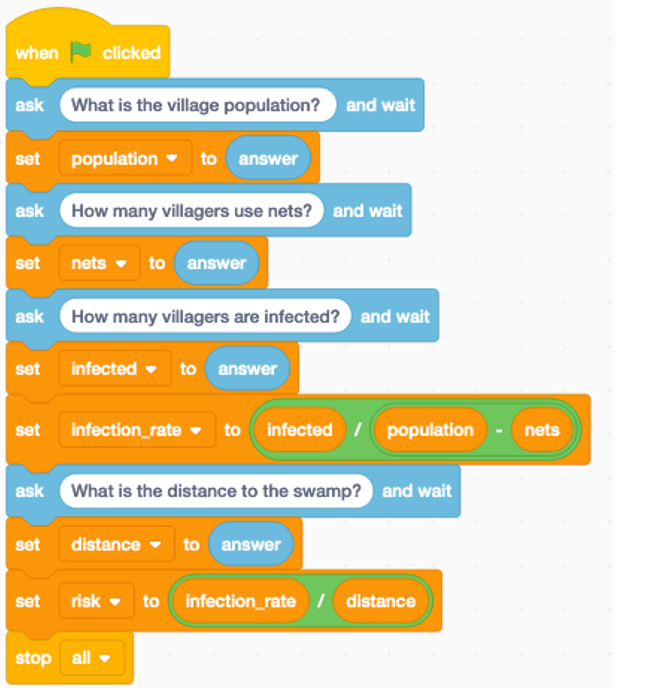 when clicked
ask What is the village population? and wait
set population to answer
ask How many villagers use nets? and wait
set nets to answer
ask How many villagers are infected? and wait
set infected to answer
set infection_rate to infected / population - nets
ask What is the distance to the swamp? and wait
set distance to answer
set risk to infection_rate / distance
stop all